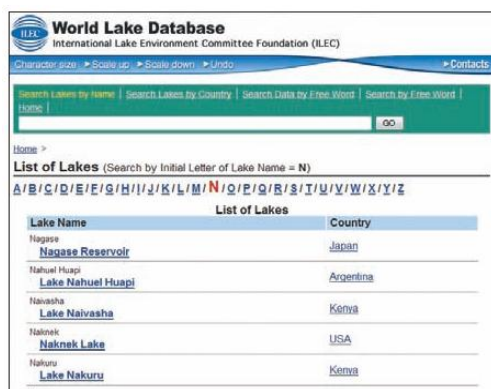 ILEC
World Lake Database
International Lake Environment Committee Foundation (ILEC)
Character size ►Scale up ►Scale down ►Undo ►Contacts
Search Lakes by Name | Search Lakes by Country | Search Data by Free Word | Search by Free Word |
Home |
GO
Home >
List of Lakes (Search by Initial Letter of Lake Name = N)
A / B / C / D / E / F / G / H / I / J / K / L / M / N / O / P / Q / R / S / T / U / V / W / X / Y / Z
List of Lakes
Lake Name Country
Nagase
Nagase Reservoir Japan
Nahuel Huapi
Lake Nahuel Huapi Argentina
Naivasha
Lake Naivasha Kenya
Naknek
Naknek Lake USA
Nakuru
Lake Nakuru Kenya